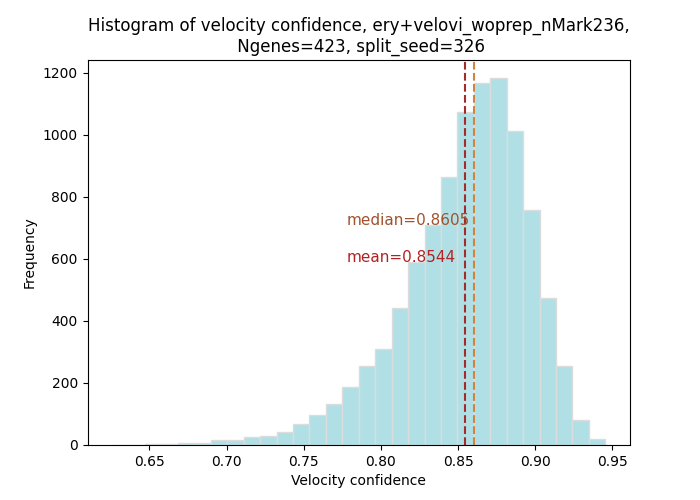 Histogram of velocity confidence, ery+velovi_woprep_nMark236,
Ngenes=423, split_seed=326
1200
1000
800
600
400
200
0
Frequency
median=0.8605
mean=0.8544
0.65 0.70 0.75 0.80 0.85 0.90 0.95
Velocity confidence